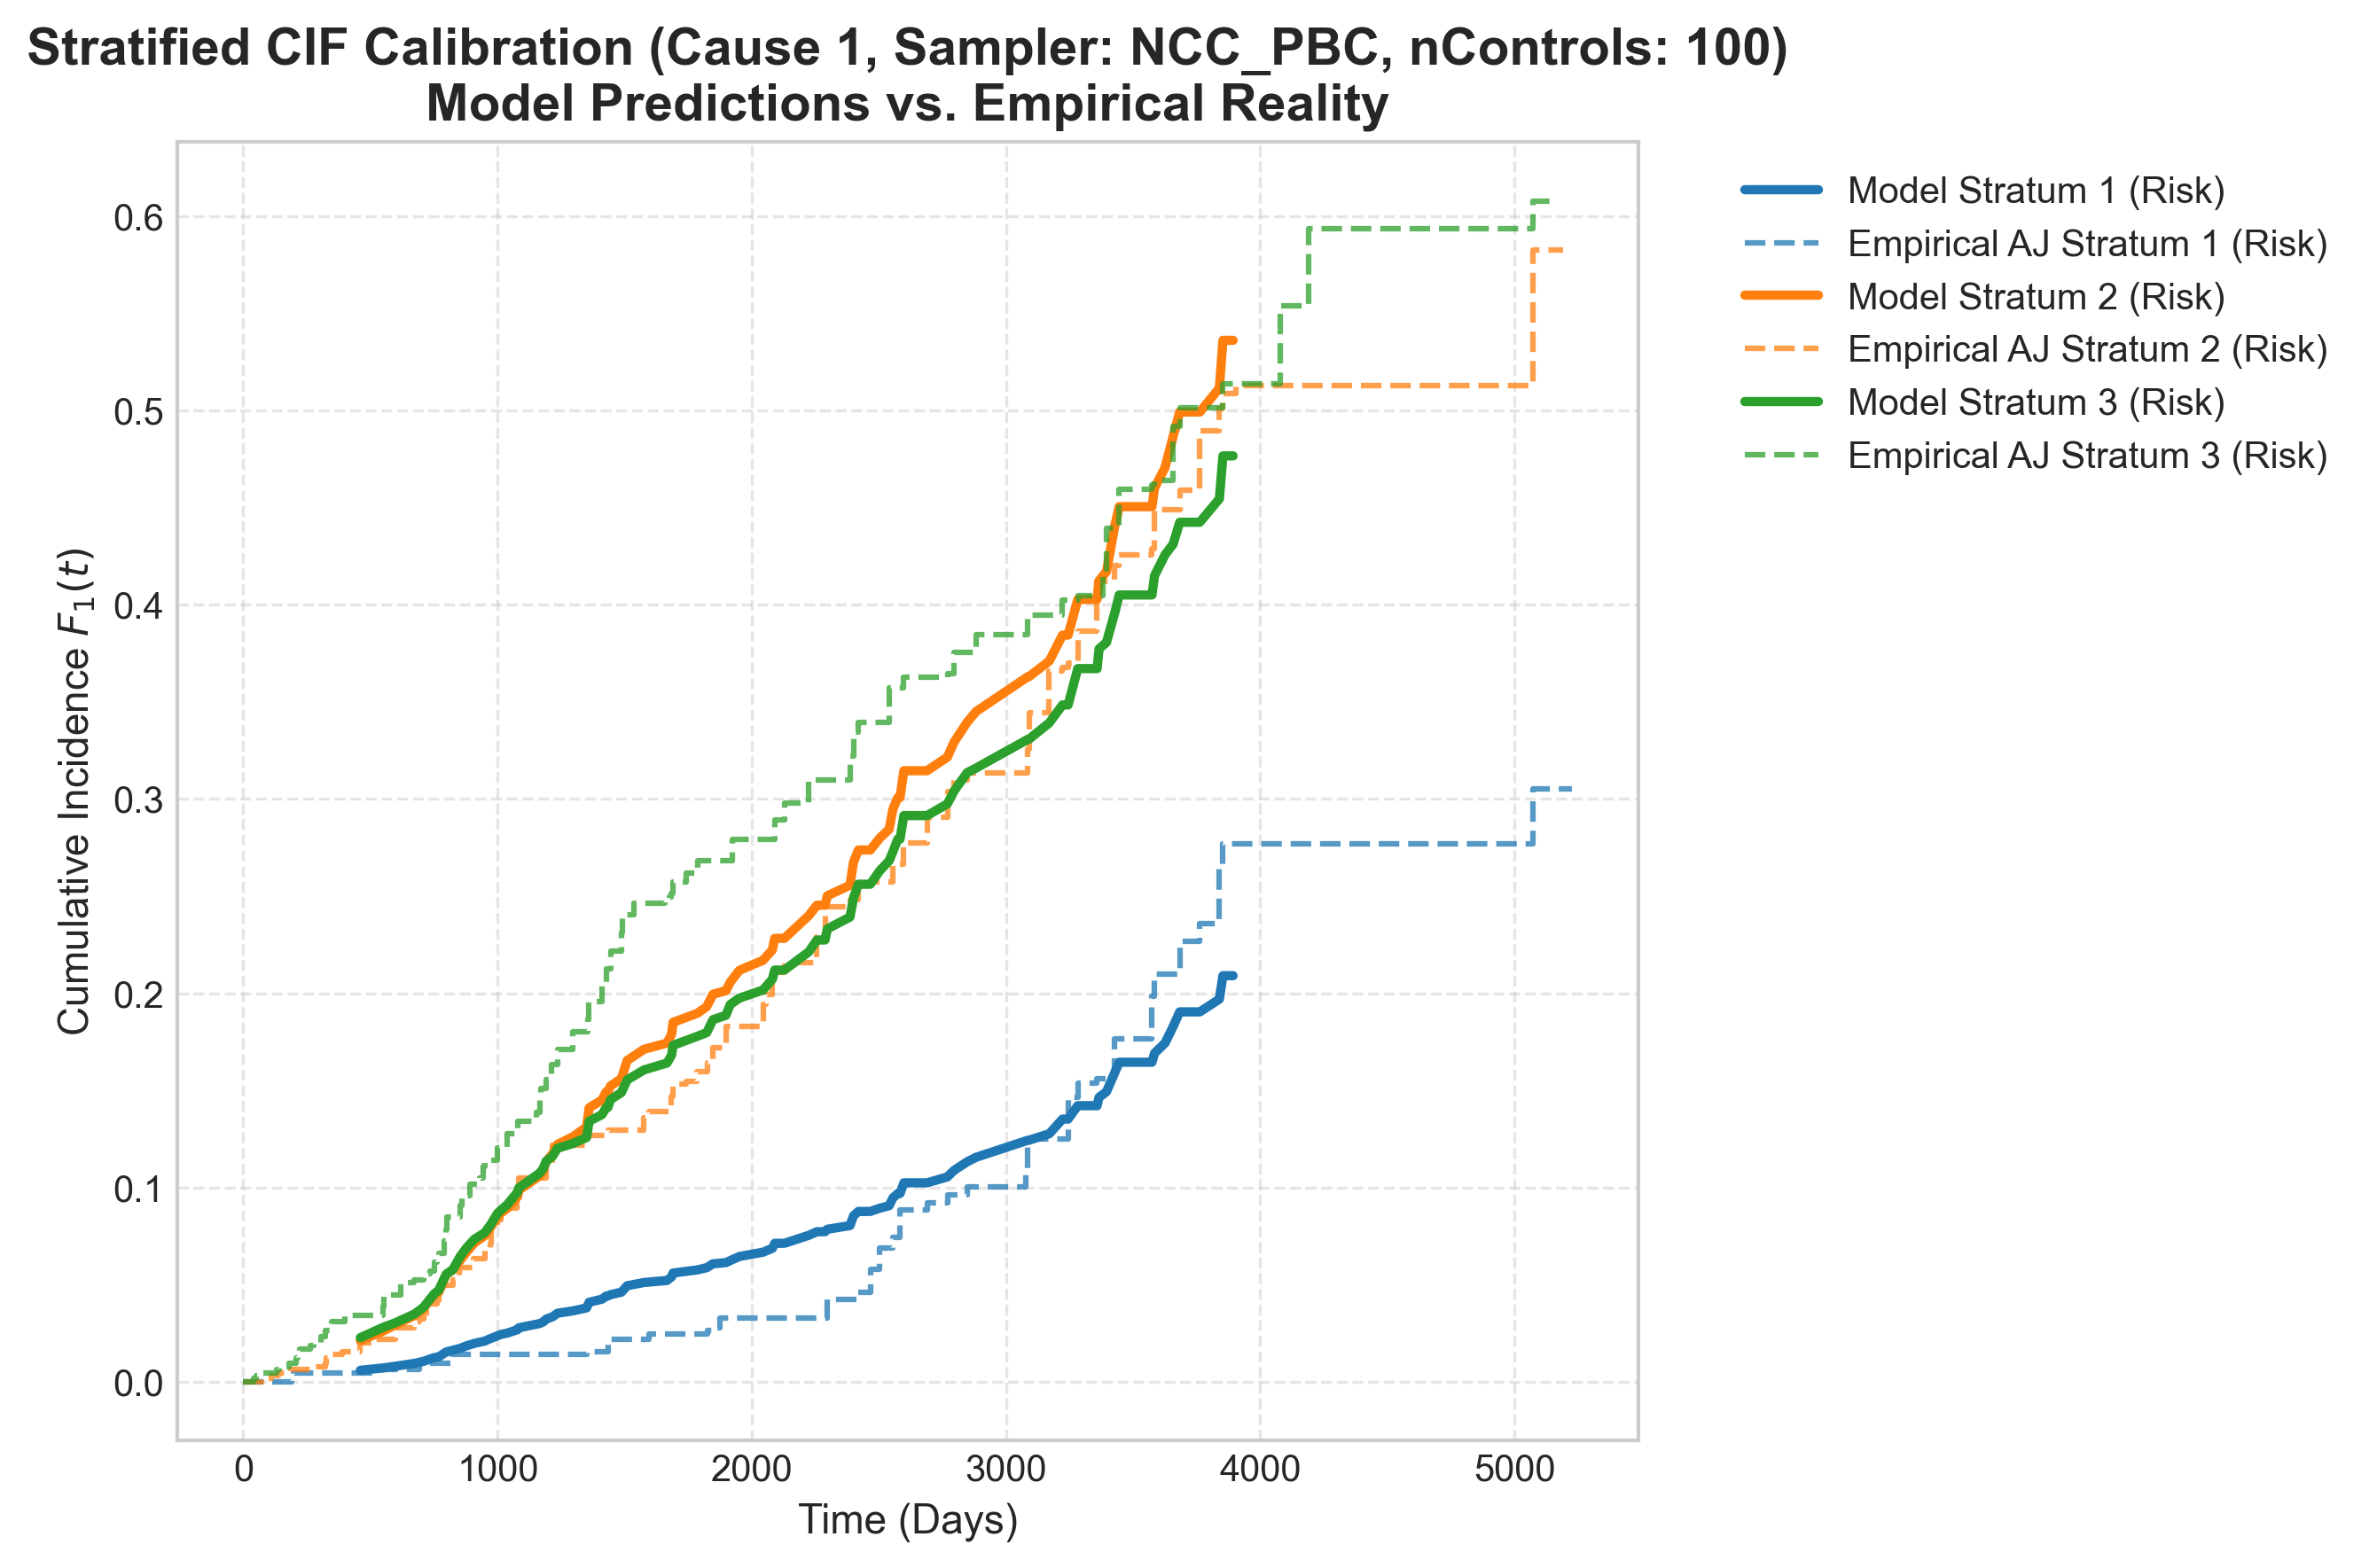 Stratified CIF Calibration (Cause 1, Sampler: NCC_PBC, nControls: 100)
Model Predictions vs. Empirical Reality
Model Stratum 1 (Risk)
Empirical AJ Stratum 1 (Risk)
Model Stratum 2 (Risk)
Empirical AJ Stratum 2 (Risk)
Model Stratum 3 (Risk)
Empirical AJ Stratum 3 (Risk)
Cumulative Incidence F₁(t)
0.6
0.5
0.4
0.3
0.2
0.1
0.0
0 1000 2000 3000 4000 5000
Time (Days)